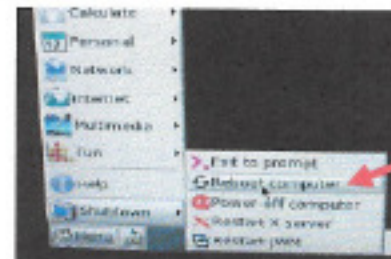 Calculate
Personal
Network
Internet
Multimedia
Fun
Help
Shutdown
Menu
Exit to prompt
Reboot computer
Power-off computer
Restart X server
Restart JWM